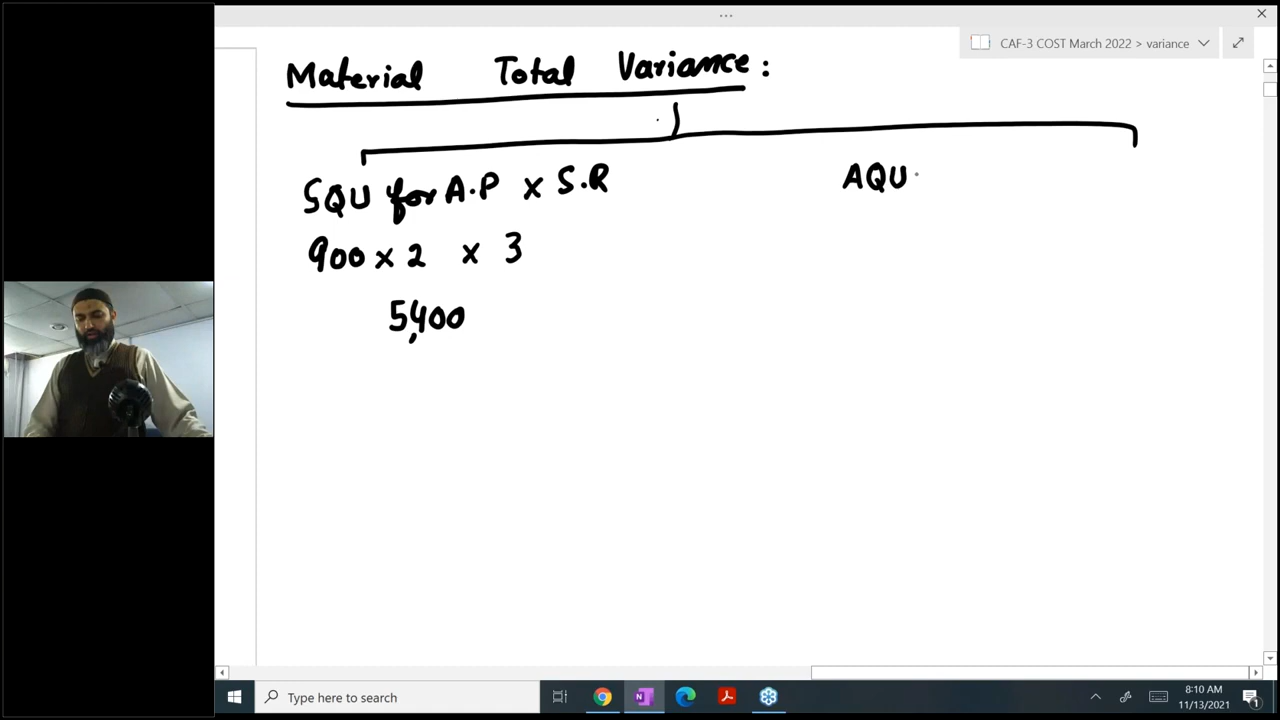 CAF-3 COST March 2022 > variance
Material Total Variance:
SQU for A.P x S.R
AQU
900 x 2 x 3
5,400
Type here to search
8:10 AM
11/13/2021
1